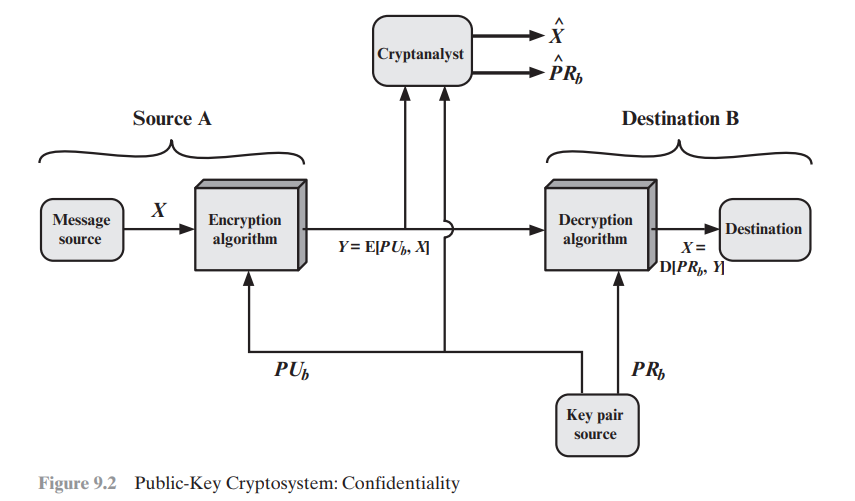 Cryptanalyst
X̂
P̂R_b
Source A
Destination B
Message
source
X
Encryption
algorithm
Y = E[PU_b, X]
Decryption
algorithm
X =
D[PR_b, Y]
Destination
PU_b
PR_b
Key pair
source
Figure 9.2 Public-Key Cryptosystem: Confidentiality